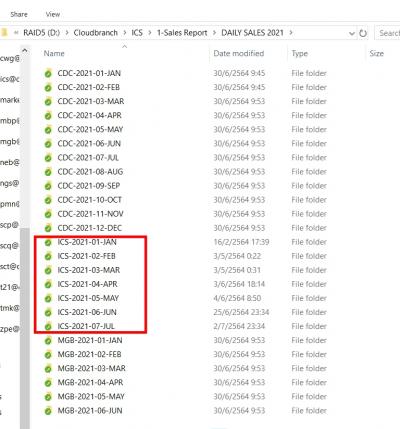 Share View
« RAID5 (D:) > Cloudbranch > ICS > 1-Sales Report > DAILY SALES 2021 > Search
Name Date modified Type Size
CDC-2021-01-JAN 30/6/2564 9:45 File folder
CDC-2021-02-FEB 30/6/2564 9:45 File folder
CDC-2021-03-MAR 30/6/2564 9:53 File folder
CDC-2021-04-APR 30/6/2564 9:53 File folder
CDC-2021-05-MAY 30/6/2564 9:53 File folder
CDC-2021-06-JUN 30/6/2564 9:53 File folder
CDC-2021-07-JUL 30/6/2564 9:53 File folder
CDC-2021-08-AUG 30/6/2564 9:53 File folder
CDC-2021-09-SEP 30/6/2564 9:53 File folder
CDC-2021-10-OCT 30/6/2564 9:53 File folder
CDC-2021-11-NOV 30/6/2564 9:53 File folder
CDC-2021-12-DEC 30/6/2564 9:53 File folder
ICS-2021-01-JAN 16/2/2564 17:39 File folder
ICS-2021-02-FEB 3/5/2564 0:22 File folder
ICS-2021-03-MAR 3/5/2564 0:31 File folder
ICS-2021-04-APR 3/6/2564 18:14 File folder
ICS-2021-05-MAY 4/6/2564 8:50 File folder
ICS-2021-06-JUN 25/6/2564 23:34 File folder
ICS-2021-07-JUL 2/7/2564 23:34 File folder
MGB-2021-01-JAN 30/6/2564 9:53 File folder
MGB-2021-02-FEB 30/6/2564 9:53 File folder
MGB-2021-03-MAR 30/6/2564 9:53 File folder
MGB-2021-04-APR 30/6/2564 9:53 File folder
MGB-2021-05-MAY 30/6/2564 9:53 File folder
MGB-2021-06-JUN 30/6/2564 9:53 File folder
cwg@
ics@c
marke
mbp@
mgb@
neb@
ngs@
pmn@
scp@
scq@
sct@c
t21@
tmk@
zpe@